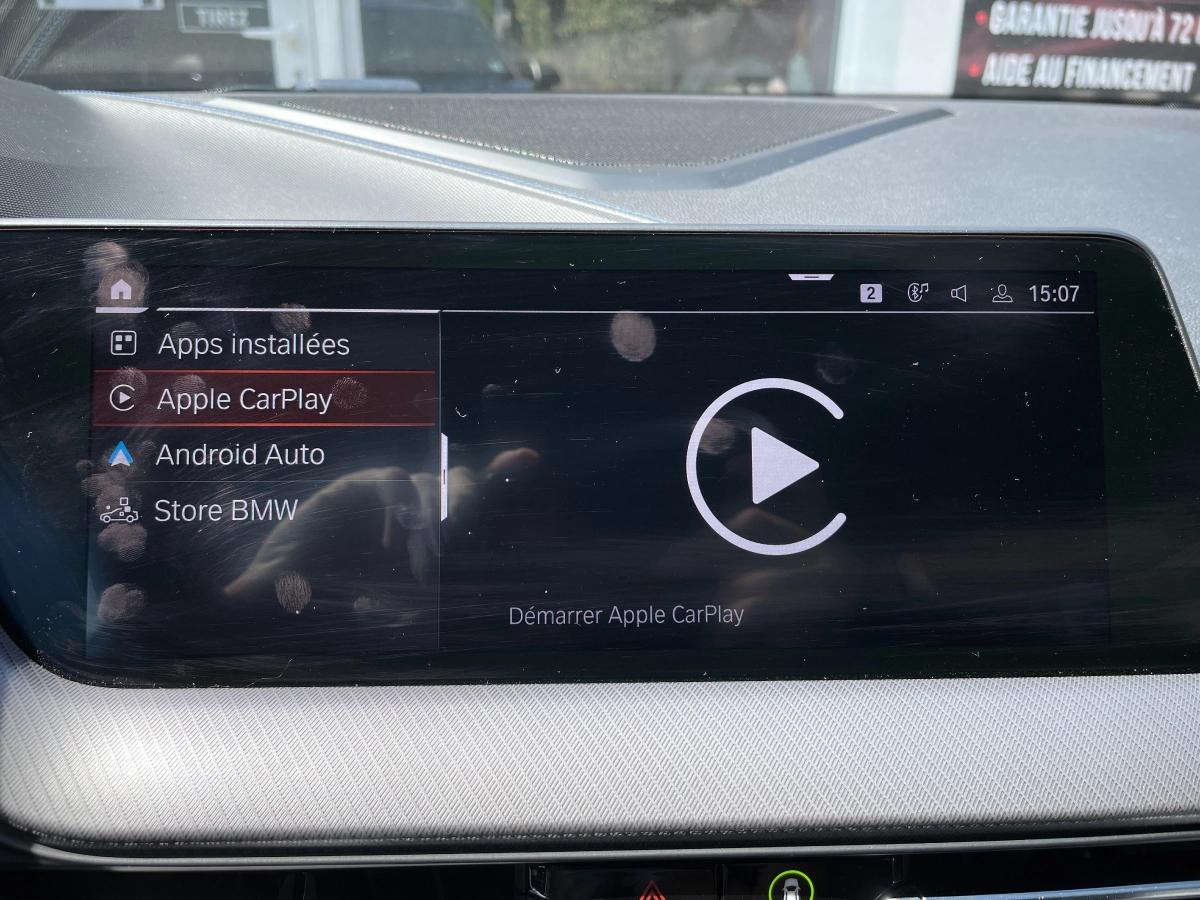 TIREZ
GARANTIE JUSQU'À 72
AIDE AU FINANCEMENT
2
15:07
Apps installées
Apple CarPlay
Android Auto
Store BMW
Démarrer Apple CarPlay